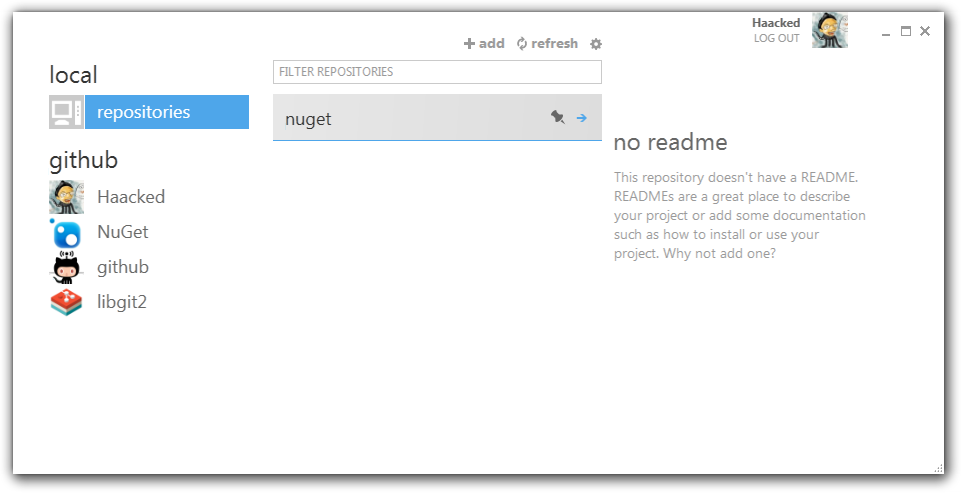 Haacked
LOG OUT
add refresh
local
repositories
github
Haacked
NuGet
github
libgit2
FILTER REPOSITORIES
nuget
no readme
This repository doesn't have a README.
READMEs are a great place to describe
your project or add some documentation
such as how to install or use your
project. Why not add one?